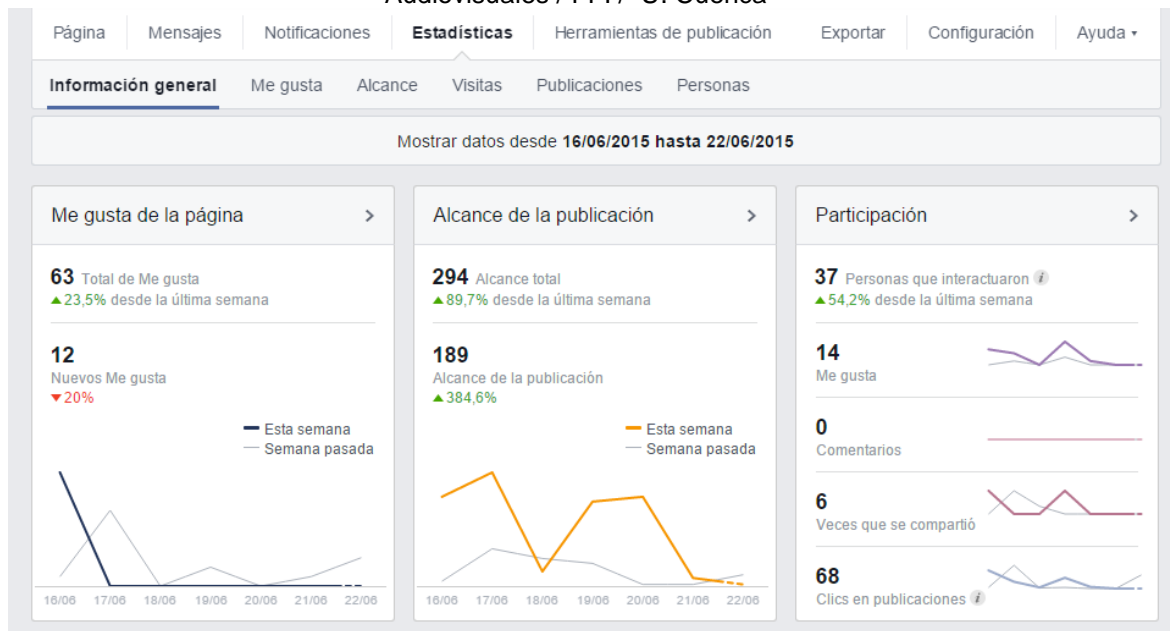 Audiovisuales / FFF/ U. Cuenca
Página Mensajes Notificaciones Estadísticas Herramientas de publicación Exportar Configuración Ayuda
Información general Me gusta Alcance Visitas Publicaciones Personas
Mostrar datos desde 16/06/2015 hasta 22/06/2015
Me gusta de la página
63 Total de Me gusta
▲23,5% desde la última semana
12
Nuevos Me gusta
▼20%
Esta semana
Semana pasada
16/06 17/06 18/06 19/06 20/06 21/06 22/06
Alcance de la publicación
294 Alcance total
▲89,7% desde la última semana
189
Alcance de la publicación
▲384,6%
Esta semana
Semana pasada
16/06 17/06 18/06 19/06 20/06 21/06 22/06
Participación
37 Personas que interactuaron i
▲54,2% desde la última semana
14
Me gusta
0
Comentarios
6
Veces que se compartió
68
Clics en publicaciones i